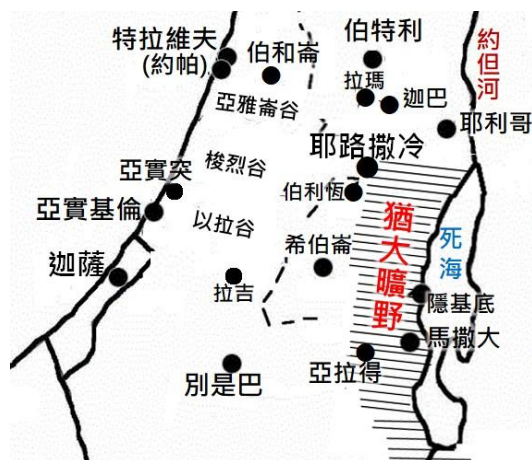 特拉維夫
(約帕)
伯和崙
伯特利
約但河
拉瑪
迦巴
亞雅崙谷
耶利哥
耶路撒冷
梭烈谷
亞實突
伯利恆
亞實基倫
以拉谷
猶大曠野
死海
希伯崙
迦薩
拉吉
隱基底
馬撒大
別是巴
亞拉得